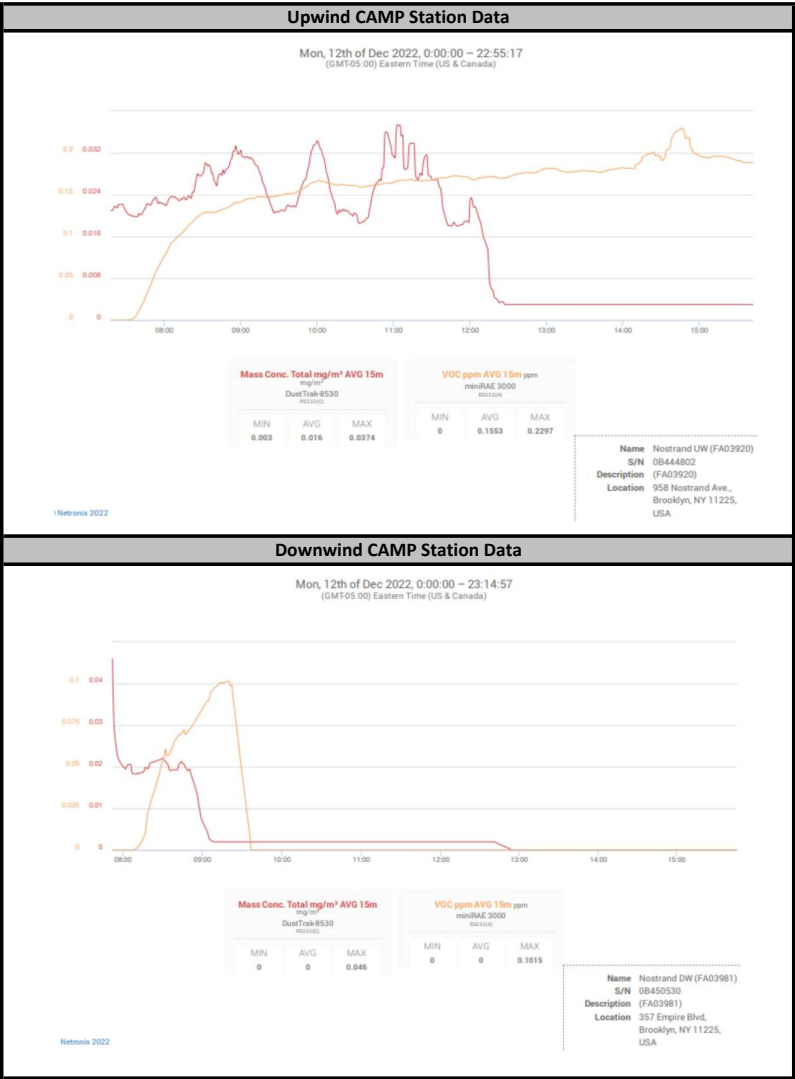 Upwind CAMP Station Data
Mon, 12th of Dec 2022, 0:00:00 – 22:55:17
(GMT-05:00) Eastern Time (US & Canada)
0.2 0.032
0.15 0.024
0.1 0.016
0.05 0.008
0 0
08:00 09:00 10:00 11:00 12:00 13:00 14:00 15:00
Mass Conc. Total mg/m³ AVG 15m
mg/m³
DustTrak-8530
MIN AVG MAX
0.003 0.016 0.0374
VOC ppm AVG 15m ppm
miniRAE 3000
MIN AVG MAX
0 0.1553 0.2297
Name Nostrand UW (FA03920)
S/N 0B444802
Description (FA03920)
Location 958 Nostrand Ave.,
Brooklyn, NY 11225,
USA
Netronix 2022
Downwind CAMP Station Data
Mon, 12th of Dec 2022, 0:00:00 – 23:14:57
(GMT-05:00) Eastern Time (US & Canada)
0.1 0.04
0.075 0.03
0.05 0.02
0.025 0.01
0 0
08:00 09:00 10:00 11:00 12:00 13:00 14:00 15:00
Mass Conc. Total mg/m³ AVG 15m
mg/m³
DustTrak-8530
MIN AVG MAX
0 0 0.046
VOC ppm AVG 15m ppm
miniRAE 3000
MIN AVG MAX
0 0 0.1015
Name Nostrand DW (FA03981)
S/N 0B450530
Description (FA03981)
Location 357 Empire Blvd,
Brooklyn, NY 11225,
USA
Netronix 2022